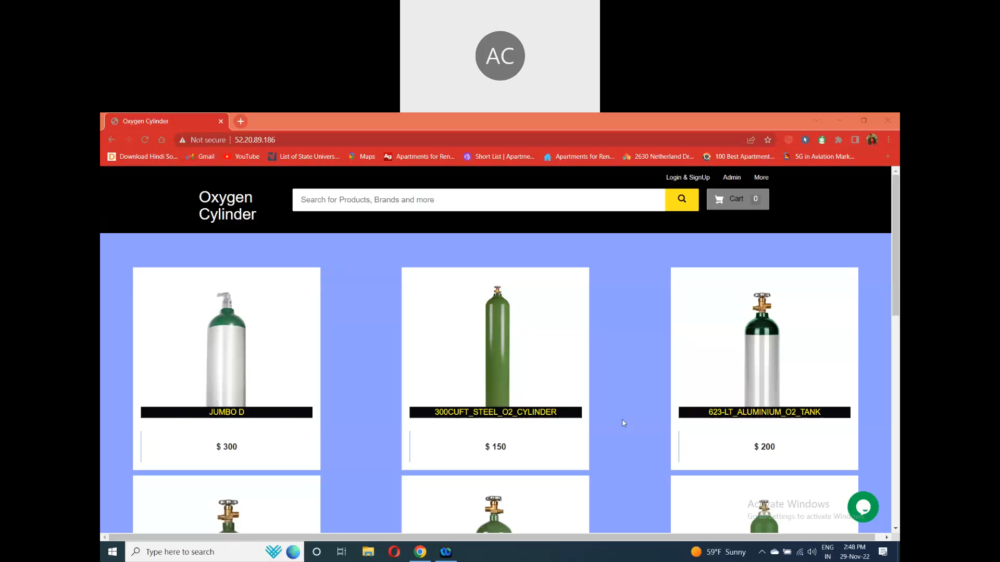 AC
Oxygen Cylinder
Not secure
52.20.89.186
Download Hindi So...
Gmail
YouTube
List of State Univers...
Maps
Apartments for Ren...
Short List | Apartme...
Apartments for Ren...
2630 Netherland Dr...
100 Best Apartment...
5G in Aviation Mark...
Login & SignUp
Admin
More
Oxygen
Cylinder
Search for Products, Brands and more
Cart 0
JUMBO D
300CUFT_STEEL_O2_CYLINDER
623-LT_ALUMINIUM_O2_TANK
$ 300
$ 150
$ 200
Activate Windows
Go to Settings to activate Windows.
Type here to search
59°F Sunny
ENG
IN
2:48 PM
29-Nov-22